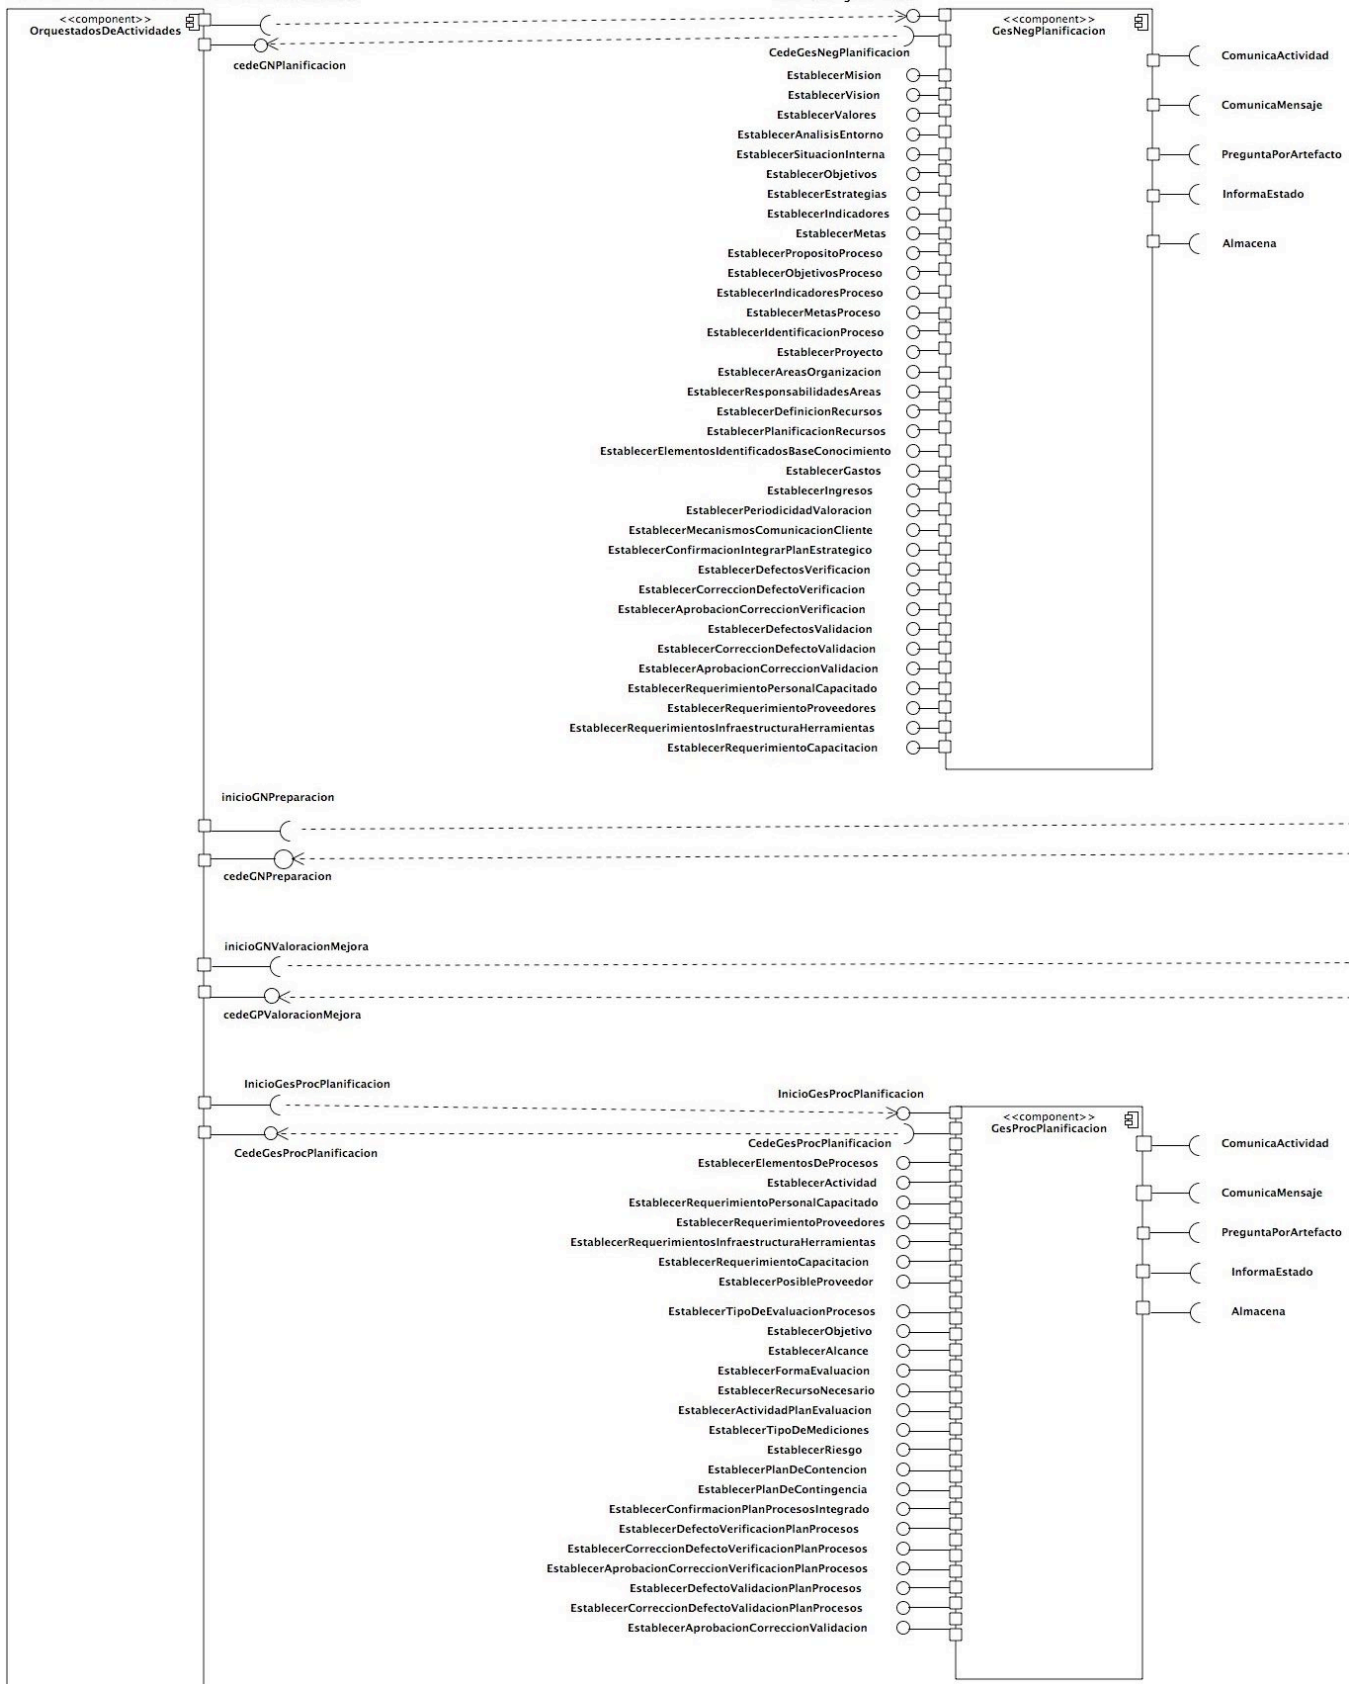 <<component>>
OrquestadosDeActividades
cedeGNPlanificacion
<<component>>
GesNegPlanificacion
CedeGesNegPlanificacion
EstablecerMision
EstablecerVision
EstablecerValores
EstablecerAnalisisEntorno
EstablecerSituacionInterna
EstablecerObjetivos
EstablecerEstrategias
EstablecerIndicadores
EstablecerMetas
EstablecerPropositoProceso
EstablecerObjetivosProceso
EstablecerIndicadoresProceso
EstablecerMetasProceso
EstablecerIdentificacionProceso
EstablecerProyecto
EstablecerAreasOrganizacion
EstablecerResponsabilidadesAreas
EstablecerDefinicionRecursos
EstablecerPlanificacionRecursos
EstablecerElementosIdentificadosBaseConocimiento
EstablecerGastos
EstablecerIngresos
EstablecerPeriodicidadValoracion
EstablecerMecanismosComunicacionCliente
EstablecerConfirmacionIntegrarPlanEstrategico
EstablecerDefectosVerificacion
EstablecerCorreccionDefectoVerificacion
EstablecerAprobacionCorreccionVerificacion
EstablecerDefectosValidacion
EstablecerCorreccionDefectoValidacion
EstablecerAprobacionCorreccionValidacion
EstablecerRequerimientoPersonalCapacitado
EstablecerRequerimientoProveedores
EstablecerRequerimientosInfraestructuraHerramientas
EstablecerRequerimientoCapacitacion
ComunicaActividad
ComunicaMensaje
PreguntaPorArtefacto
InformaEstado
Almacena
inicioGNPreparacion
cedeGNPreparacion
inicioGNValoracionMejora
cedeGPValoracionMejora
InicioGesProcPlanificacion
CedeGesProcPlanificacion
InicioGesProcPlanificacion
<<component>>
GesProcPlanificacion
CedeGesProcPlanificacion
EstablecerElementosDeProcesos
EstablecerActividad
EstablecerRequerimientoPersonalCapacitado
EstablecerRequerimientoProveedores
EstablecerRequerimientosInfraestructuraHerramientas
EstablecerRequerimientoCapacitacion
EstablecerPosibleProveedor
EstablecerTipoDeEvaluacionProcesos
EstablecerObjetivo
EstablecerAlcance
EstablecerFormaEvaluacion
EstablecerRecursoNecesario
EstablecerActividadPlanEvaluacion
EstablecerTipoDeMediciones
EstablecerRiesgo
EstablecerPlanDeContencion
EstablecerPlanDeContingencia
EstablecerConfirmacionPlanProcesosIntegrado
EstablecerDefectoVerificacionPlanProcesos
EstablecerCorreccionDefectoVerificacionPlanProcesos
EstablecerAprobacionCorreccionVerificacionPlanProcesos
EstablecerDefectoValidacionPlanProcesos
EstablecerCorreccionDefectoValidacionPlanProcesos
EstablecerAprobacionCorreccionValidacion
ComunicaActividad
ComunicaMensaje
PreguntaPorArtefacto
InformaEstado
Almacena